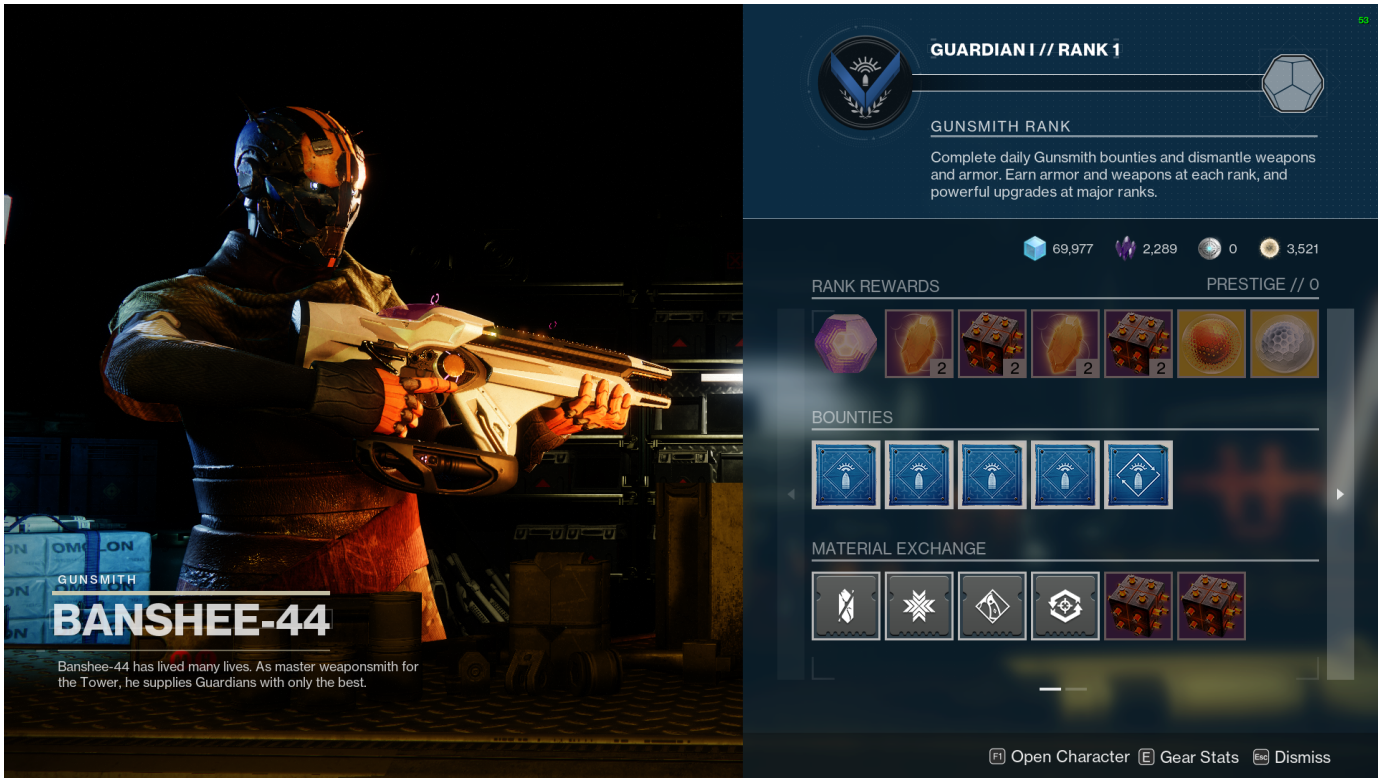 53
GUARDIAN I // RANK 1
GUNSMITH RANK
Complete daily Gunsmith bounties and dismantle weapons
and armor. Earn armor and weapons at each rank, and
powerful upgrades at major ranks.
69,977
2,289
0
3,521
RANK REWARDS
PRESTIGE // 0
2
2
2
2
BOUNTIES
MATERIAL EXCHANGE
ON
OMOLON
ON
GUNSMITH
BANSHEE-44
Banshee-44 has lived many lives. As master weaponsmith for
the Tower, he supplies Guardians with only the best.
F1 Open Character
E Gear Stats
Esc Dismiss